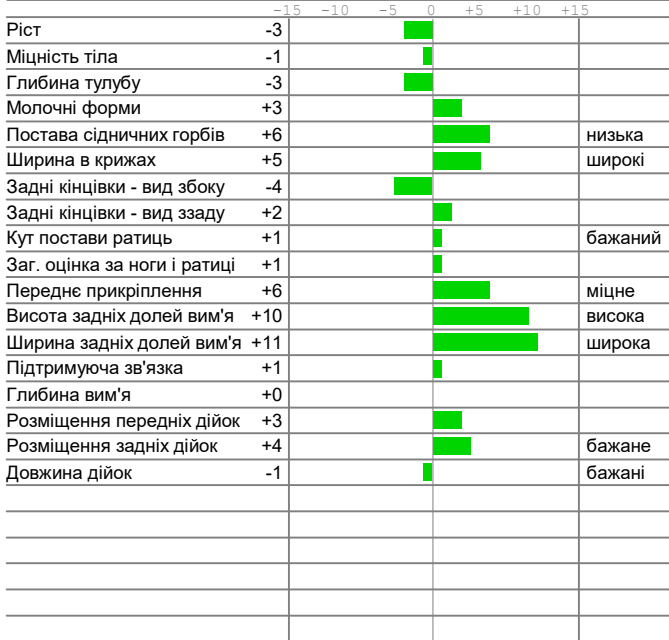 -15 -10 -5 0 +5 +10 +15
Ріст -3
Міцність тіла -1
Глибина тулубу -3
Молочні форми +3
Постава сідничних горбів +6 низька
Ширина в крижах +5 широкі
Задні кінцівки - вид збоку -4
Задні кінцівки - вид ззаду +2
Кут постави ратиць +1 бажаний
Заг. оцінка за ноги і ратиці +1
Переднє прикріплення +6 міцне
Висота задніх долей вим'я +10 висока
Ширина задніх долей вим'я +11 широка
Підтримуюча зв'язка +1
Глибина вим'я +0
Розміщення передніх дійок +3
Розміщення задніх дійок +4 бажане
Довжина дійок -1 бажані